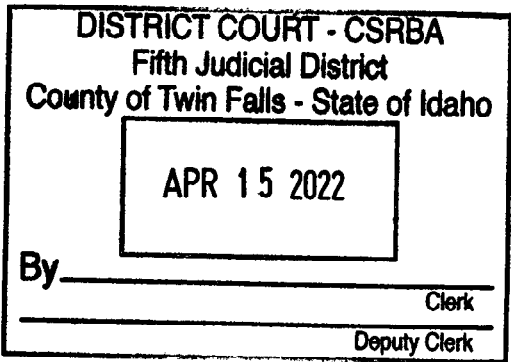 DISTRICT COURT - CSRBA
Fifth Judicial District
County of Twin Falls - State of Idaho
APR 15 2022
By
Clerk
Deputy Clerk